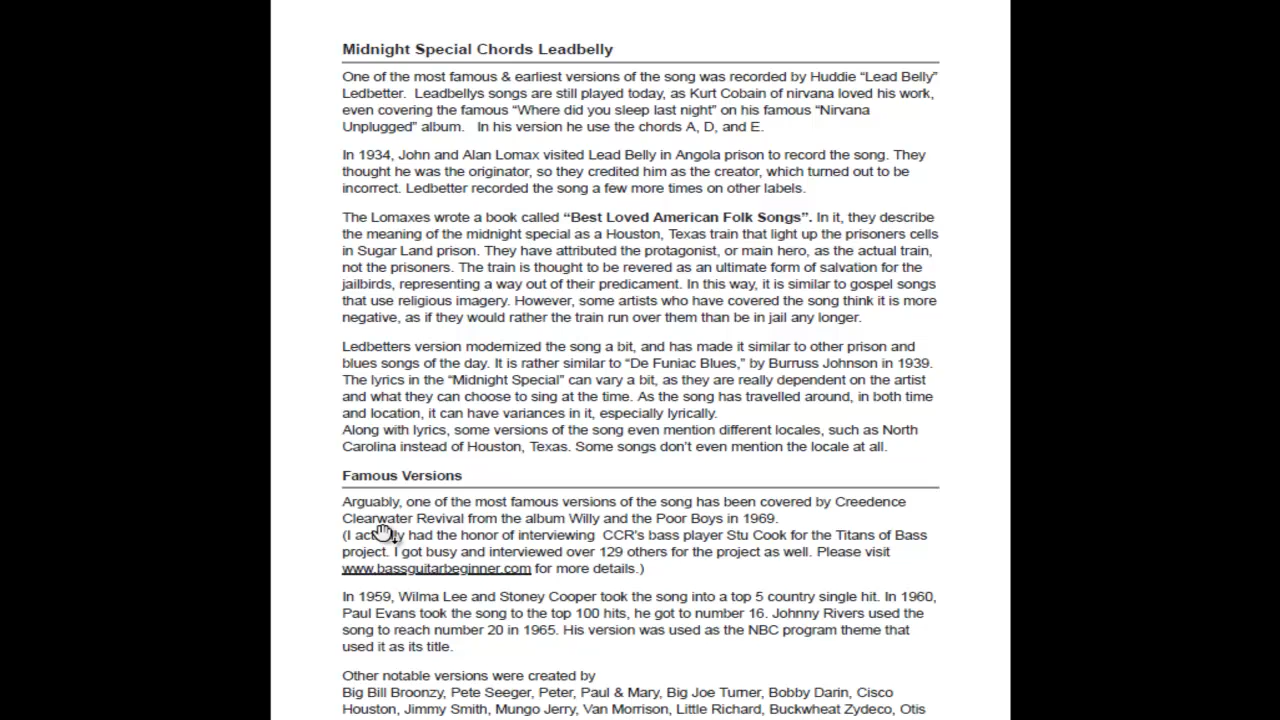 Midnight Special Chords Leadbelly
One of the most famous & earliest versions of the song was recorded by Huddie “Lead Belly”
Ledbetter.  Leadbellys songs are still played today, as Kurt Cobain of nirvana loved his work,
even covering the famous “Where did you sleep last night” on his famous “Nirvana
Unplugged” album.   In his version he use the chords A, D, and E.
In 1934, John and Alan Lomax visited Lead Belly in Angola prison to record the song. They
thought he was the originator, so they credited him as the creator, which turned out to be
incorrect. Ledbetter recorded the song a few more times on other labels.
The Lomaxes wrote a book called “Best Loved American Folk Songs”. In it, they describe
the meaning of the midnight special as a Houston, Texas train that light up the prisoners cells
in Sugar Land prison. They have attributed the protagonist, or main hero, as the actual train,
not the prisoners. The train is thought to be revered as an ultimate form of salvation for the
jailbirds, representing a way out of their predicament. In this way, it is similar to gospel songs
that use religious imagery. However, some artists who have covered the song think it is more
negative, as if they would rather the train run over them than be in jail any longer.
Ledbetters version modernized the song a bit, and has made it similar to other prison and
blues songs of the day. It is rather similar to “De Funiac Blues,” by Burruss Johnson in 1939.
The lyrics in the “Midnight Special” can vary a bit, as they are really dependent on the artist
and what they can choose to sing at the time. As the song has travelled around, in both time
and location, it can have variances in it, especially lyrically.
Along with lyrics, some versions of the song even mention different locales, such as North
Carolina instead of Houston, Texas. Some songs don’t even mention the locale at all.
Famous Versions
Arguably, one of the most famous versions of the song has been covered by Creedence
Clearwater Revival from the album Willy and the Poor Boys in 1969.
(I actually had the honor of interviewing  CCR's bass player Stu Cook for the Titans of Bass
project. I got busy and interviewed over 129 others for the project as well. Please visit
www.bassguitarbeginner.com for more details.)
In 1959, Wilma Lee and Stoney Cooper took the song into a top 5 country single hit. In 1960,
Paul Evans took the song to the top 100 hits, he got to number 16. Johnny Rivers used the
song to reach number 20 in 1965. His version was used as the NBC program theme that
used it as its title.
Other notable versions were created by
Big Bill Broonzy, Pete Seeger, Peter, Paul & Mary, Big Joe Turner, Bobby Darin, Cisco
Houston, Jimmy Smith, Mungo Jerry, Van Morrison, Little Richard, Buckwheat Zydeco, Otis